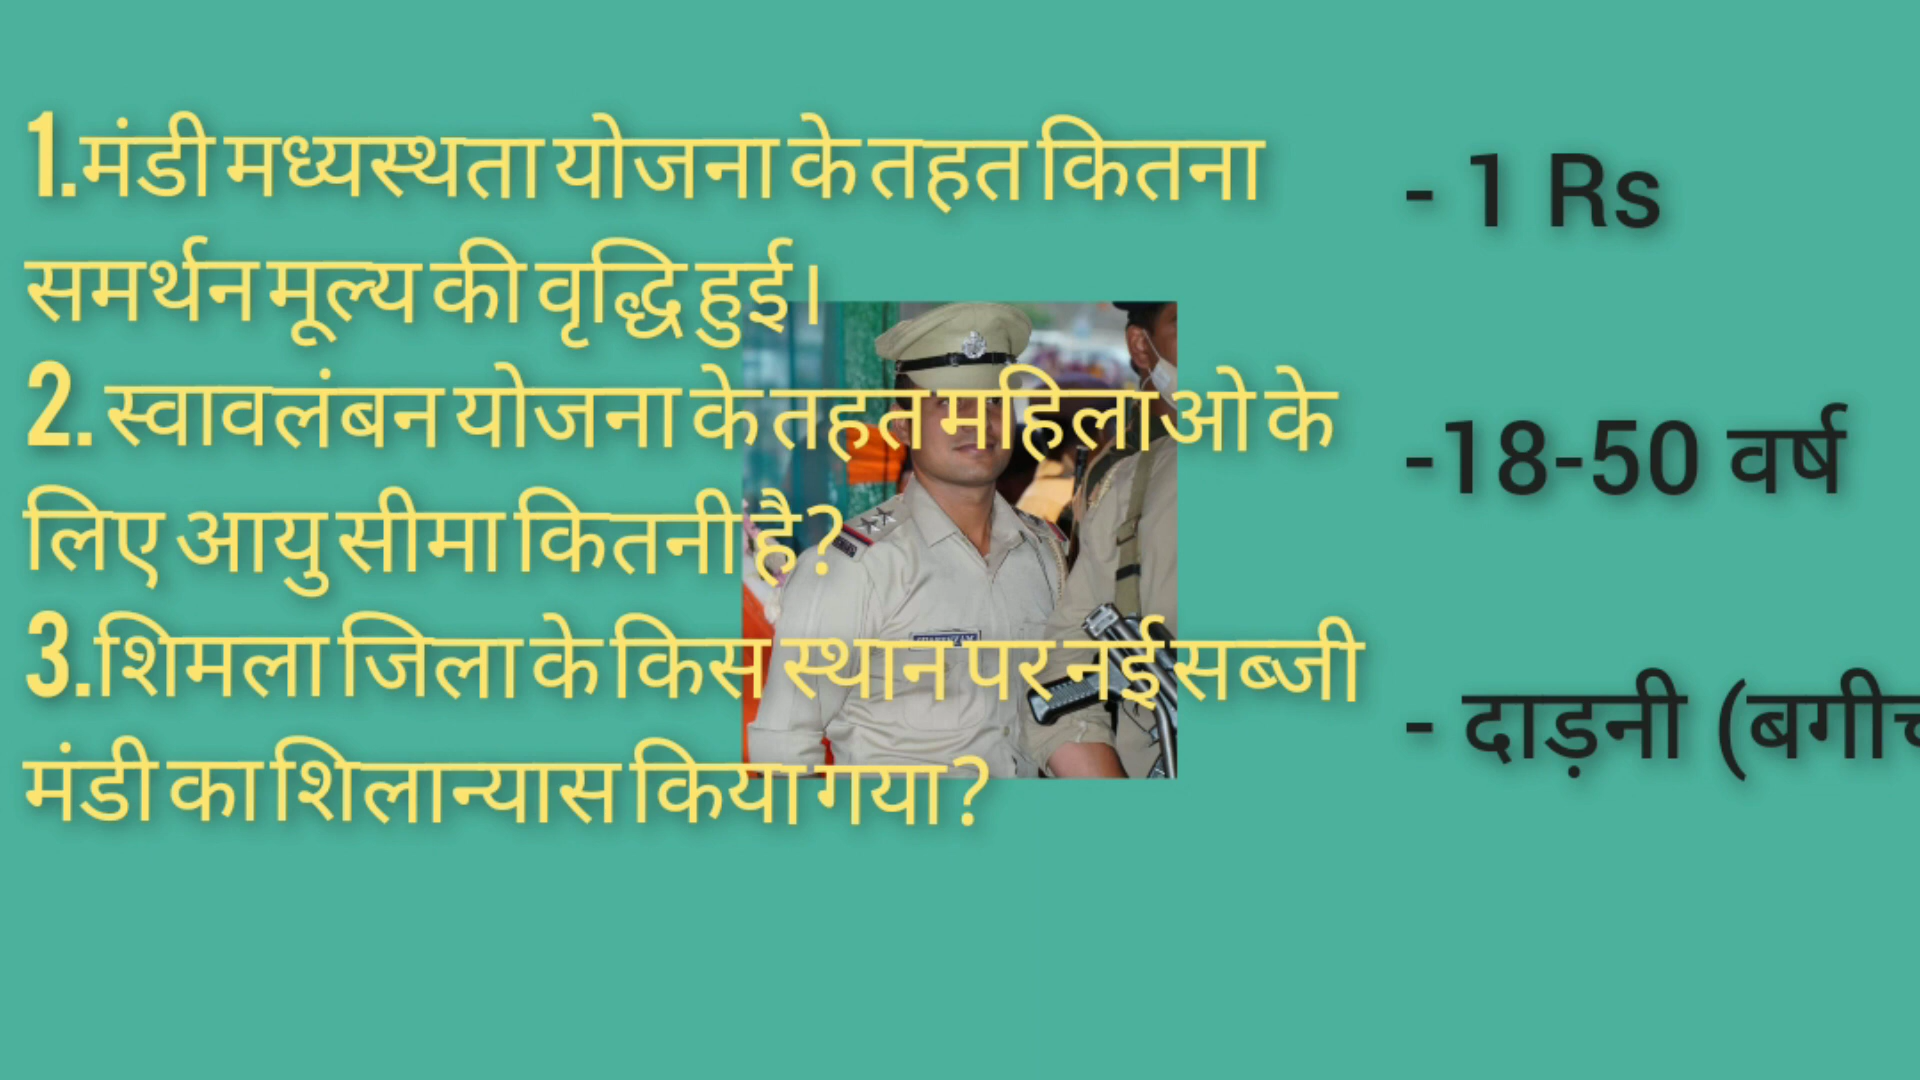 1.मंडी मध्यस्थता योजना के तहत कितना
समर्थन मूल्य की वृद्धि हुई।
- 1 Rs
2. स्वावलंबन योजना के तहत महिलाओ के
लिए आयु सीमा कितनी है?
-18-50 वर्ष
3.शिमला जिला के किस स्थान पर नई सब्जी
मंडी का शिलान्यास किया गया?
- दाड़नी